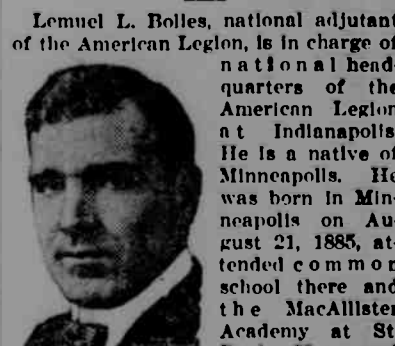 Lemuel L. Bolles, national adjutant
of the American Legion, is in charge of
national head-
quarters of the
American Legion
at Indianapolis
He is a native of
Minneapolis. He
was born in Min-
neapolis on Au-
gust 21, 1885, at-
tended common
school there and
the MacAllister
Academy at St